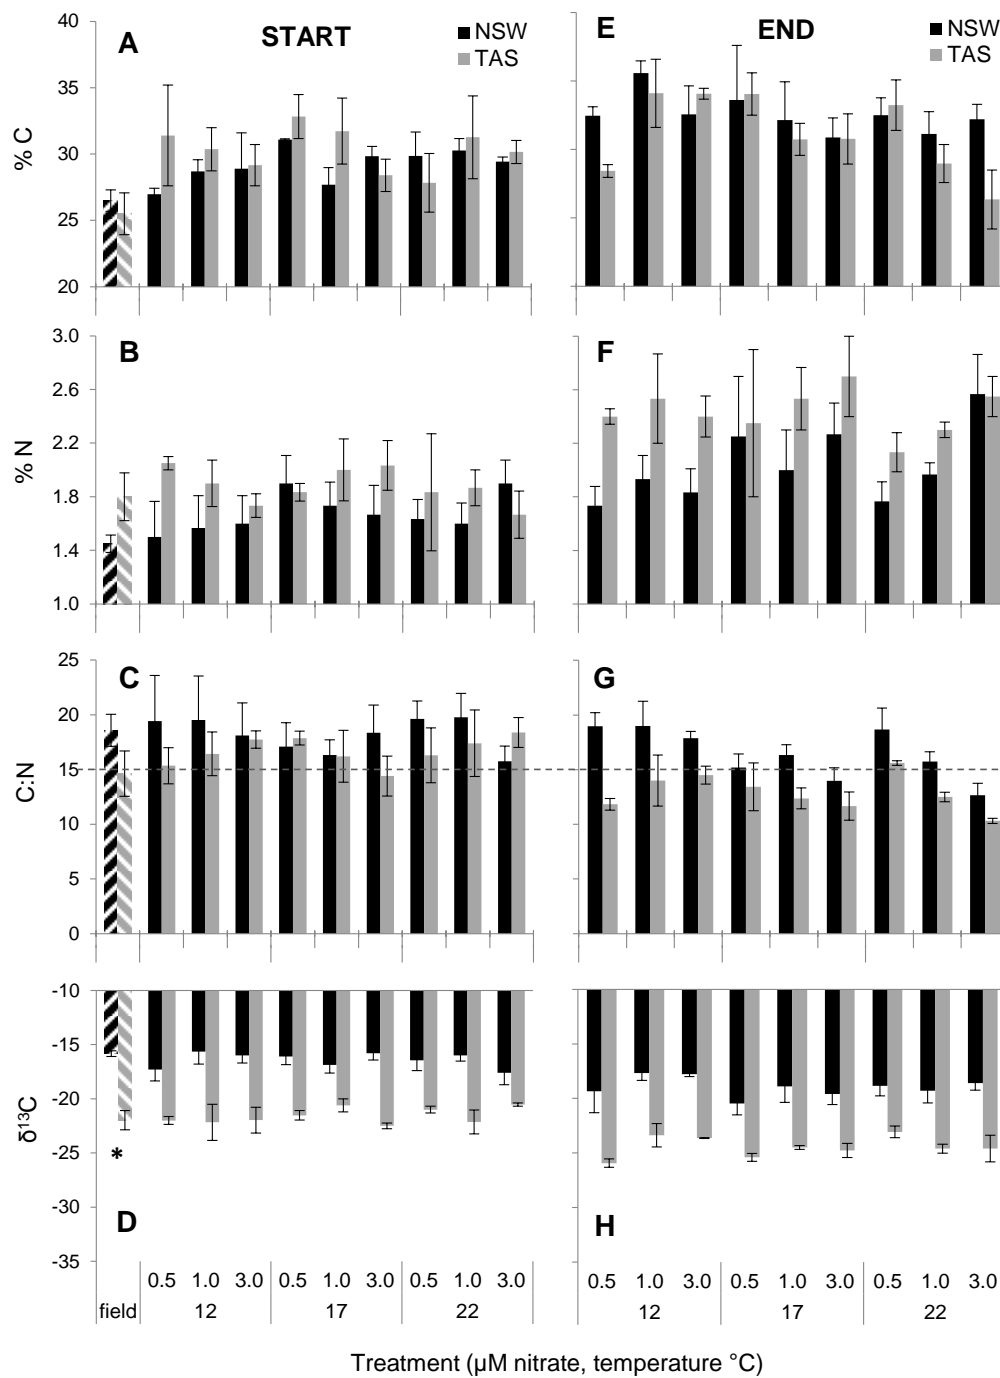 A
START
NSW
TAS
% C
40
35
30
25
20
E
END
NSW
TAS
B
% N
3.0
2.6
2.2
1.8
1.4
1.0
F
C
C:N
25
20
15
10
5
0
G
D
δ¹³C
-10
-15
-20
-25
-30
-35
*
H
0.5 1.0 3.0 0.5 1.0 3.0 0.5 1.0 3.0
field 12 17 22
0.5 1.0 3.0 0.5 1.0 3.0 0.5 1.0 3.0
12 17 22
Treatment (µM nitrate, temperature °C)